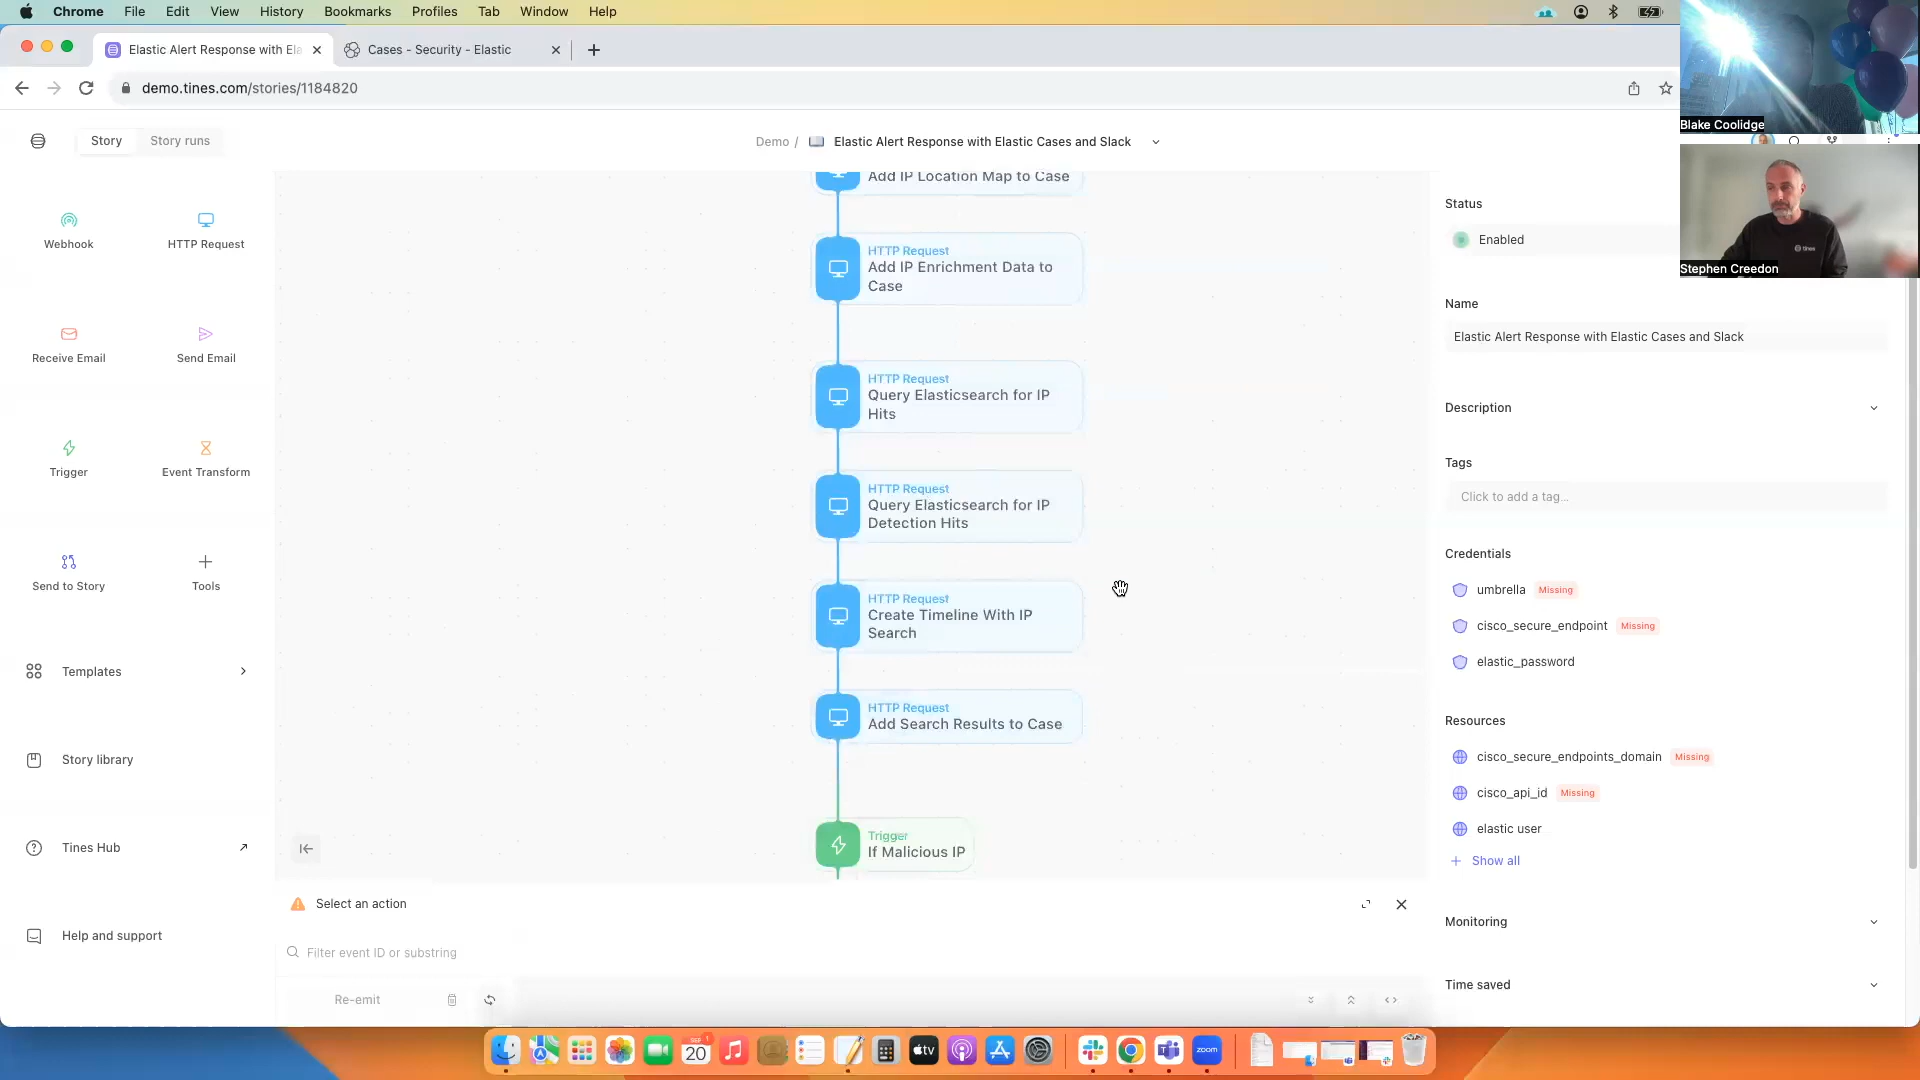 Chrome File Edit View History Bookmarks Profiles Tab Window Help
Elastic Alert Response with Ela
Cases - Security - Elastic
demo.tines.com/stories/1184820
Blake Coolidge
Stephen Creedon
tines
Story
Story runs
Demo /
Elastic Alert Response with Elastic Cases and Slack
Webhook
HTTP Request
Receive Email
Send Email
Trigger
Event Transform
Send to Story
Tools
Templates
Story library
Tines Hub
Help and support
Add IP Location Map to Case
HTTP Request
Add IP Enrichment Data to
Case
HTTP Request
Query Elasticsearch for IP
Hits
HTTP Request
Query Elasticsearch for IP
Detection Hits
HTTP Request
Create Timeline With IP
Search
HTTP Request
Add Search Results to Case
Trigger
If Malicious IP
Select an action
Filter event ID or substring
Re-emit
Status
Enabled
Name
Elastic Alert Response with Elastic Cases and Slack
Description
Tags
Click to add a tag...
Credentials
umbrella Missing
cisco_secure_endpoint Missing
elastic_password
Resources
cisco_secure_endpoints_domain Missing
cisco_api_id Missing
elastic user
Show all
Monitoring
Time saved
20
tv
zoom